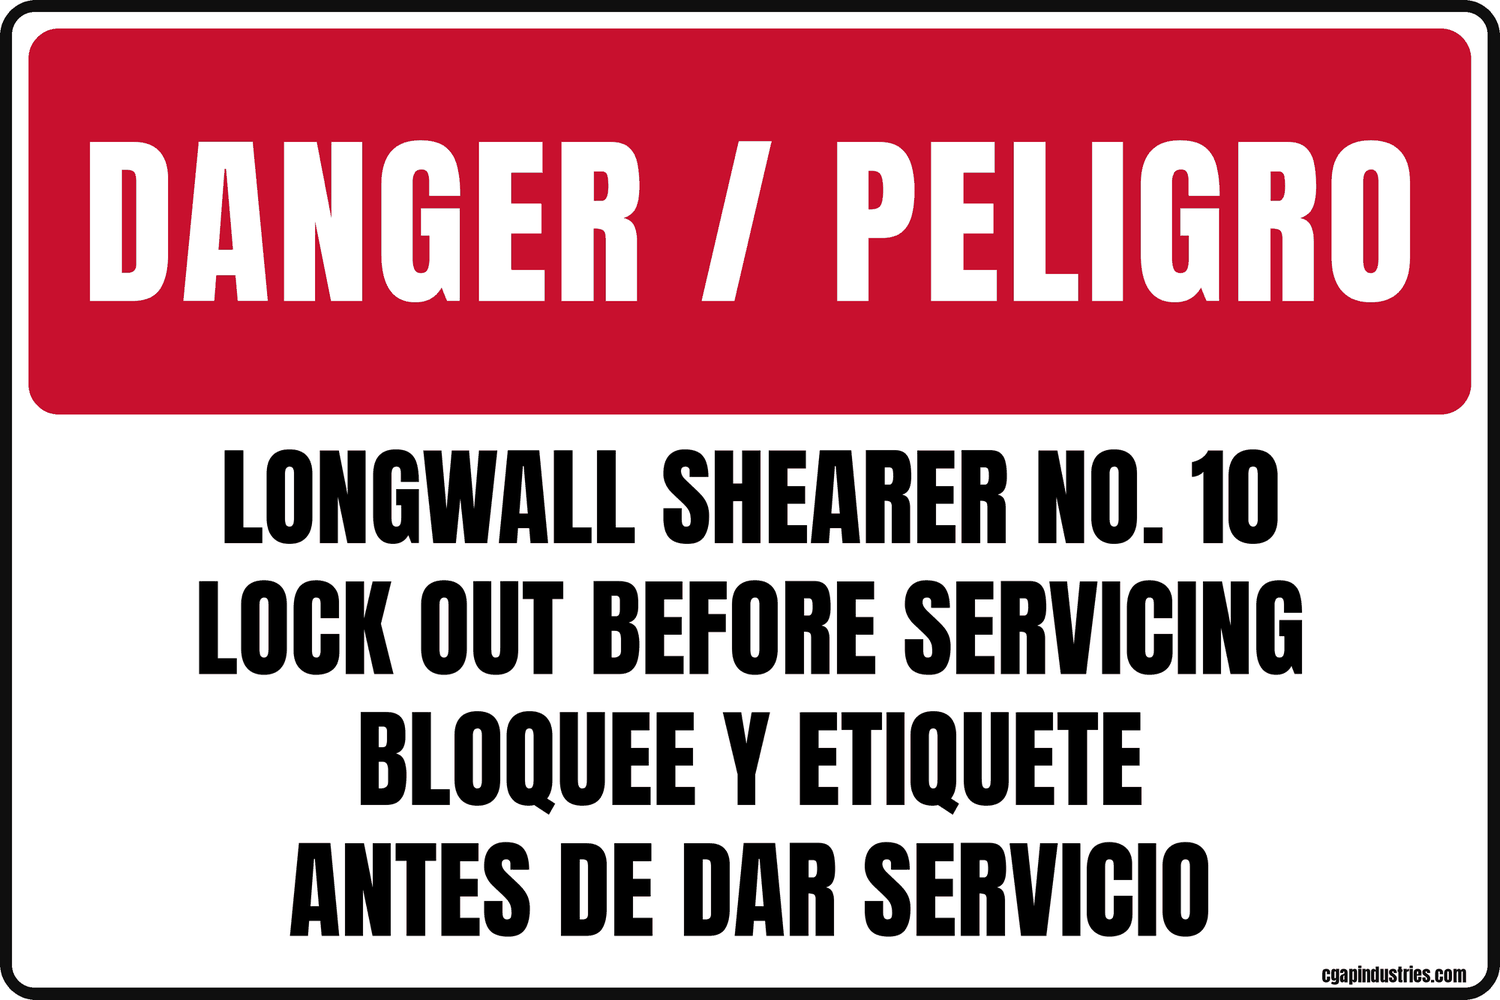 DANGER / PELIGRO
LONGWALL SHEARER NO. 10
LOCK OUT BEFORE SERVICING
BLOQUEE Y ETIQUETE
ANTES DE DAR SERVICIO
cgapindustries.com